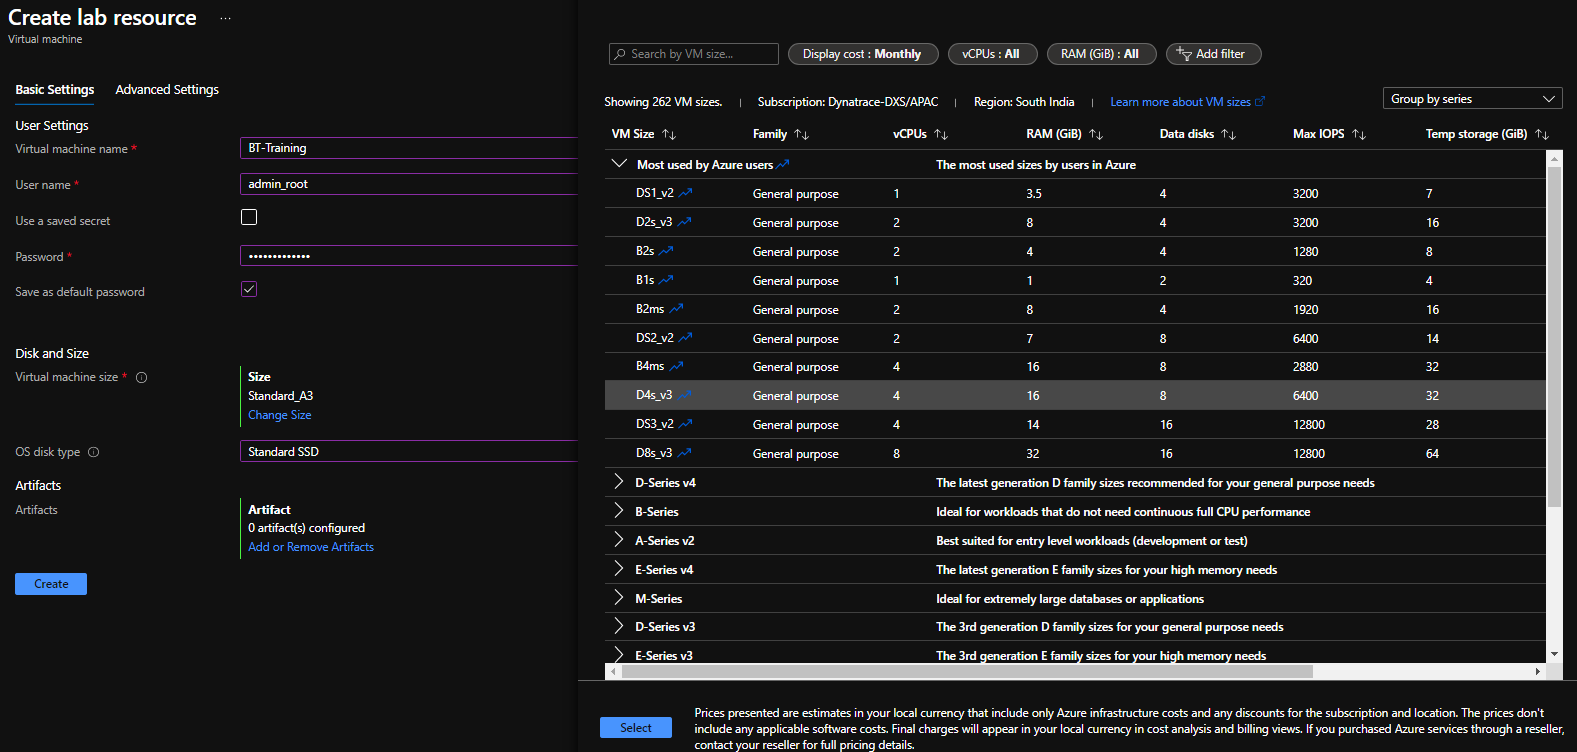 Create lab resource ...
Virtual machine
Basic Settings Advanced Settings
User Settings
Virtual machine name * BT-Training
User name * admin_root
Use a saved secret
Password * •••••••••••••
Save as default password
Disk and Size
Virtual machine size * Size
Standard_A3
Change Size
OS disk type Standard SSD
Artifacts
Artifacts Artifact
0 artifact(s) configured
Add or Remove Artifacts
Create
Search by VM size... Display cost : Monthly vCPUs : All RAM (GiB) : All Add filter
Showing 262 VM sizes. | Subscription: Dynatrace-DXS/APAC | Region: South India | Learn more about VM sizes Group by series
VM Size Family vCPUs RAM (GiB) Data disks Max IOPS Temp storage (GiB)
Most used by Azure users The most used sizes by users in Azure
DS1_v2 General purpose 1 3.5 4 3200 7
D2s_v3 General purpose 2 8 4 3200 16
B2s General purpose 2 4 4 1280 8
B1s General purpose 1 1 2 320 4
B2ms General purpose 2 8 4 1920 16
DS2_v2 General purpose 2 7 8 6400 14
B4ms General purpose 4 16 8 2880 32
D4s_v3 General purpose 4 16 8 6400 32
DS3_v2 General purpose 4 14 16 12800 28
D8s_v3 General purpose 8 32 16 12800 64
D-Series v4 The latest generation D family sizes recommended for your general purpose needs
B-Series Ideal for workloads that do not need continuous full CPU performance
A-Series v2 Best suited for entry level workloads (development or test)
E-Series v4 The latest generation E family sizes for your high memory needs
M-Series Ideal for extremely large databases or applications
D-Series v3 The 3rd generation D family sizes for your general purpose needs
E-Series v3 The 3rd generation E family sizes for your high memory needs
Select
Prices presented are estimates in your local currency that include only Azure infrastructure costs and any discounts for the subscription and location. The prices don't
include any applicable software costs. Final charges will appear in your local currency in cost analysis and billing views. If you purchased Azure services through a reseller,
contact your reseller for full pricing details.